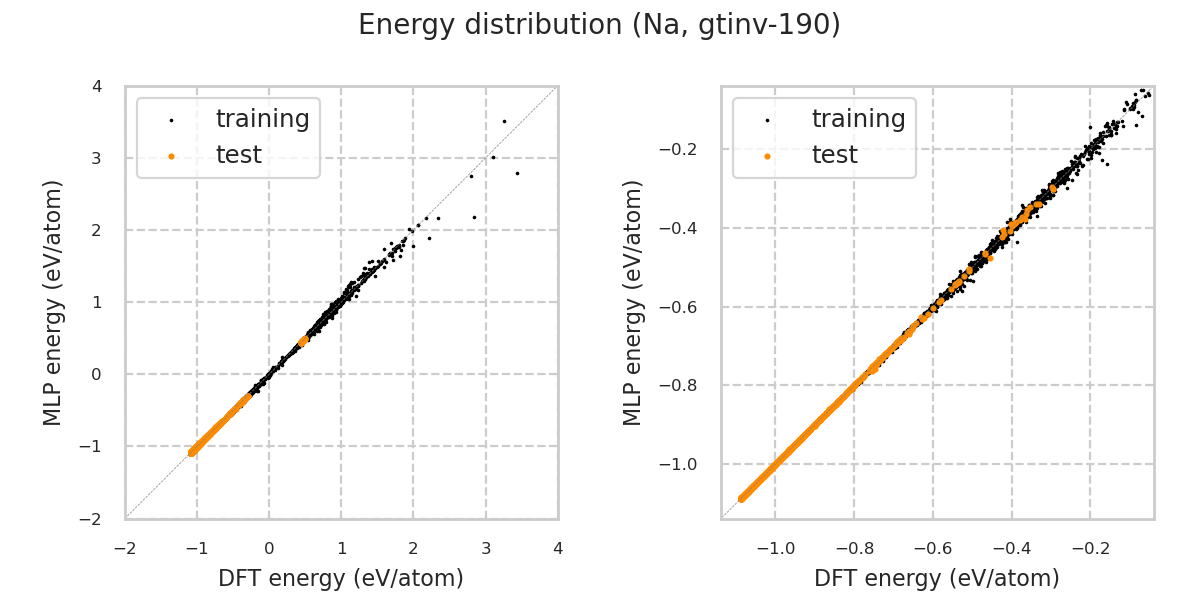 Energy distribution (Na, gtinv-190)
training
test
4
3
2
1
0
−1
−2
−2
−1
0
1
2
3
4
MLP energy (eV/atom)
DFT energy (eV/atom)
training
test
−0.2
−0.4
−0.6
−0.8
−1.0
−1.0
−0.8
−0.6
−0.4
−0.2
MLP energy (eV/atom)
DFT energy (eV/atom)